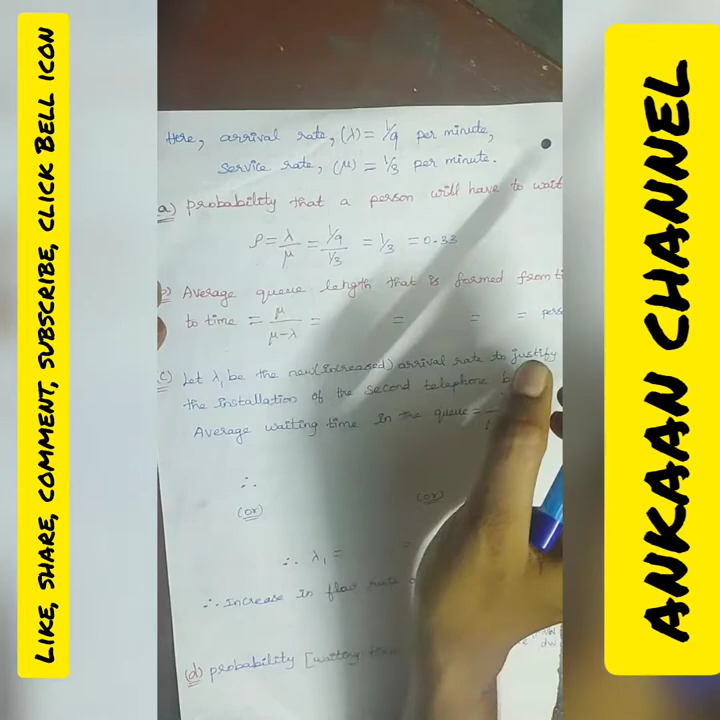 LIKE, SHARE, COMMENT, SUBSCRIBE, CLICK BELL ICON
Here, arrival rate, (λ) = 1/9 per minute,
service rate, (μ) = 1/3 per minute.
(a) probability that a person will have to wait
ρ = λ/μ = (1/9)/(1/3) = 1/3 = 0.33
(b) Average queue length that is formed from
to time = μ/(μ-λ) = = = =
(c) Let λ₁ be the new (increased) arrival rate to justify
the installation of the second telephone
Average waiting time in the queue =
∴
(or) (or)
∴ λ₁ = =
∴ Increase in flow rate
(d) probability [waiting time
ANKAAN CHANNEL